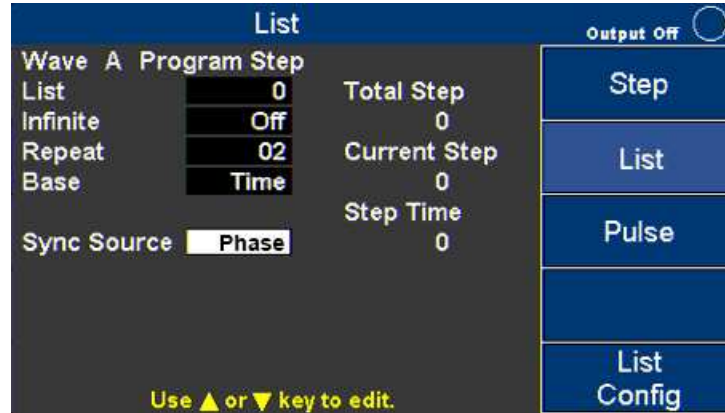 List
Output Off
Wave A Program Step
List 0 Total Step
Infinite Off 0
Repeat 02 Current Step
Base Time 0
Step Time
Sync Source Phase 0
Use ▲ or ▼ key to edit.
Step
List
Pulse
List
Config